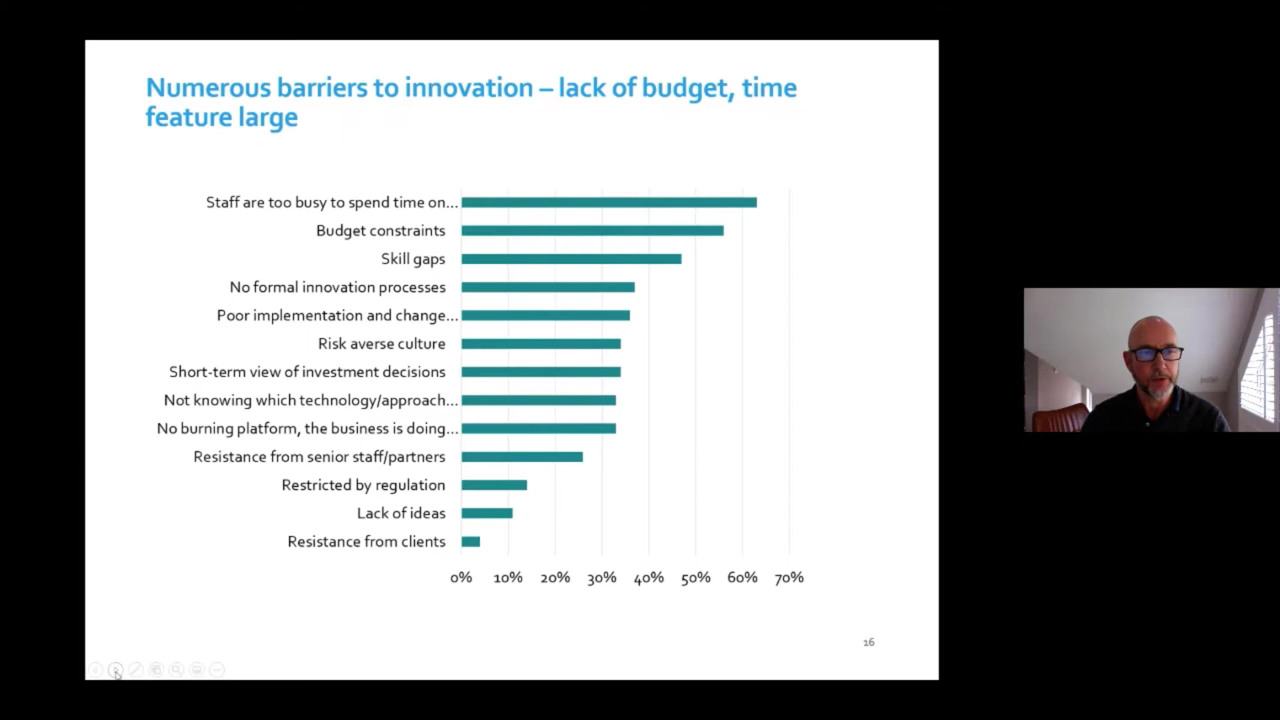 Numerous barriers to innovation – lack of budget, time
feature large
Staff are too busy to spend time on...
Budget constraints
Skill gaps
No formal innovation processes
Poor implementation and change...
Risk averse culture
Short-term view of investment decisions
Not knowing which technology/approach...
No burning platform, the business is doing...
Resistance from senior staff/partners
Restricted by regulation
Lack of ideas
Resistance from clients
0% 10% 20% 30% 40% 50% 60% 70%
16